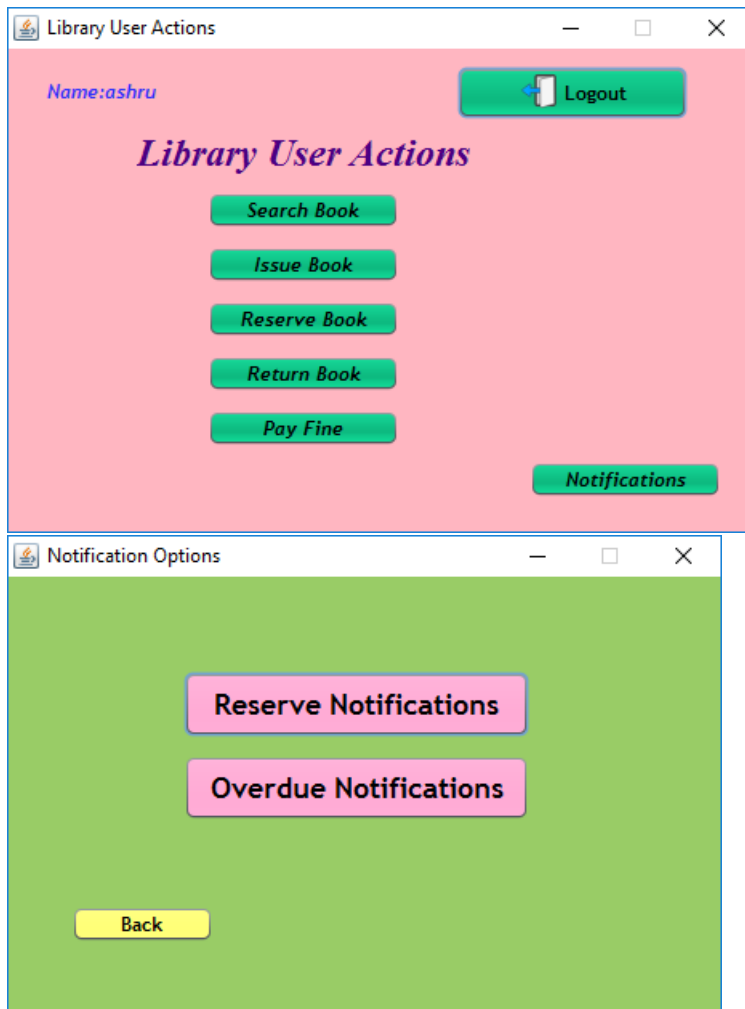 Library User Actions
Name:ashru
Logout
Library User Actions
Search Book
Issue Book
Reserve Book
Return Book
Pay Fine
Notifications
Notification Options
Reserve Notifications
Overdue Notifications
Back